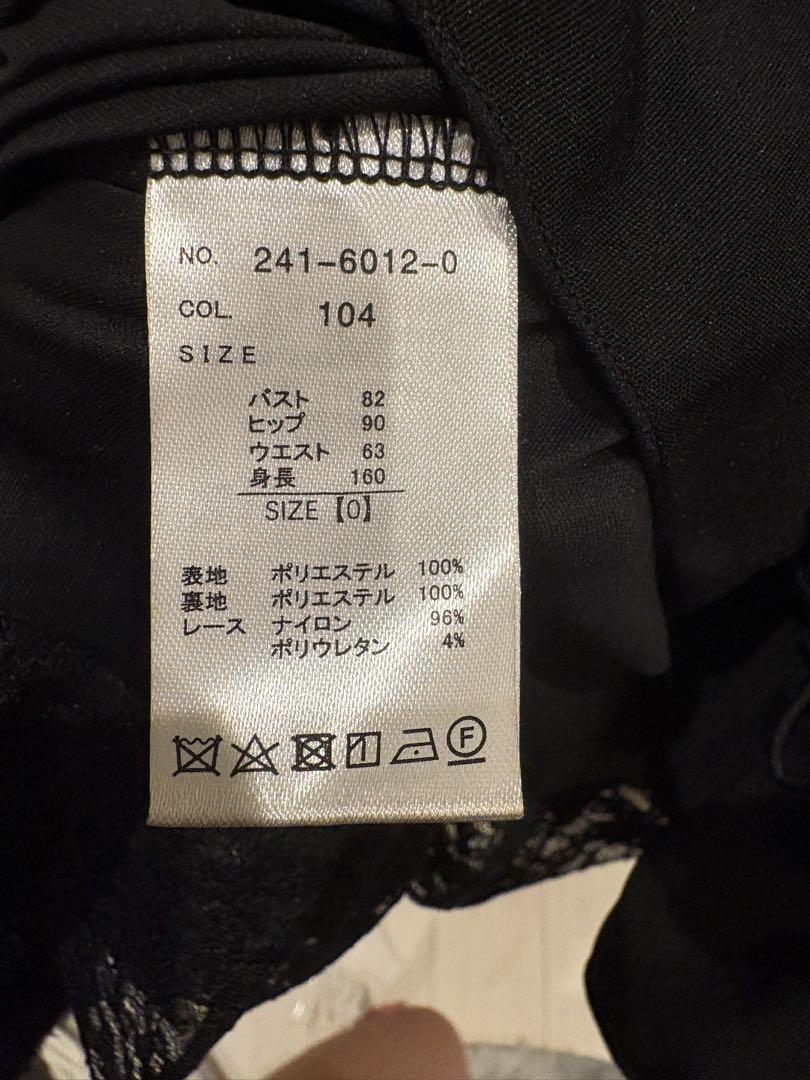 NO. 241-6012-0
COL. 104
SIZE
バスト 82
ヒップ 90
ウエスト 63
身長 160
SIZE【0】
表地 ポリエステル 100%
裏地 ポリエステル 100%
レース ナイロン 96%
ポリウレタン 4%
F